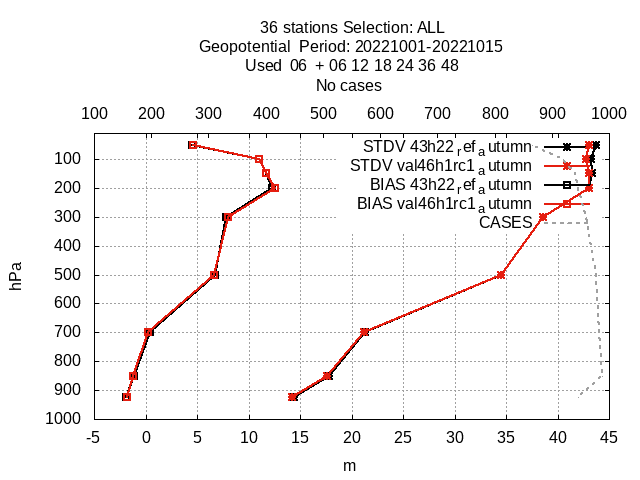 36 stations Selection: ALL
Geopotential Period: 20221001-20221015
Used 06 + 06 12 18 24 36 48
No cases
100 200 300 400 500 600 700 800 900 1000
STDV 43h22_ref_autumn
STDV val46h1rc1_autumn
BIAS 43h22_ref_autumn
BIAS val46h1rc1_autumn
CASES
hPa
100
200
300
400
500
600
700
800
900
1000
-5 0 5 10 15 20 25 30 35 40 45
m